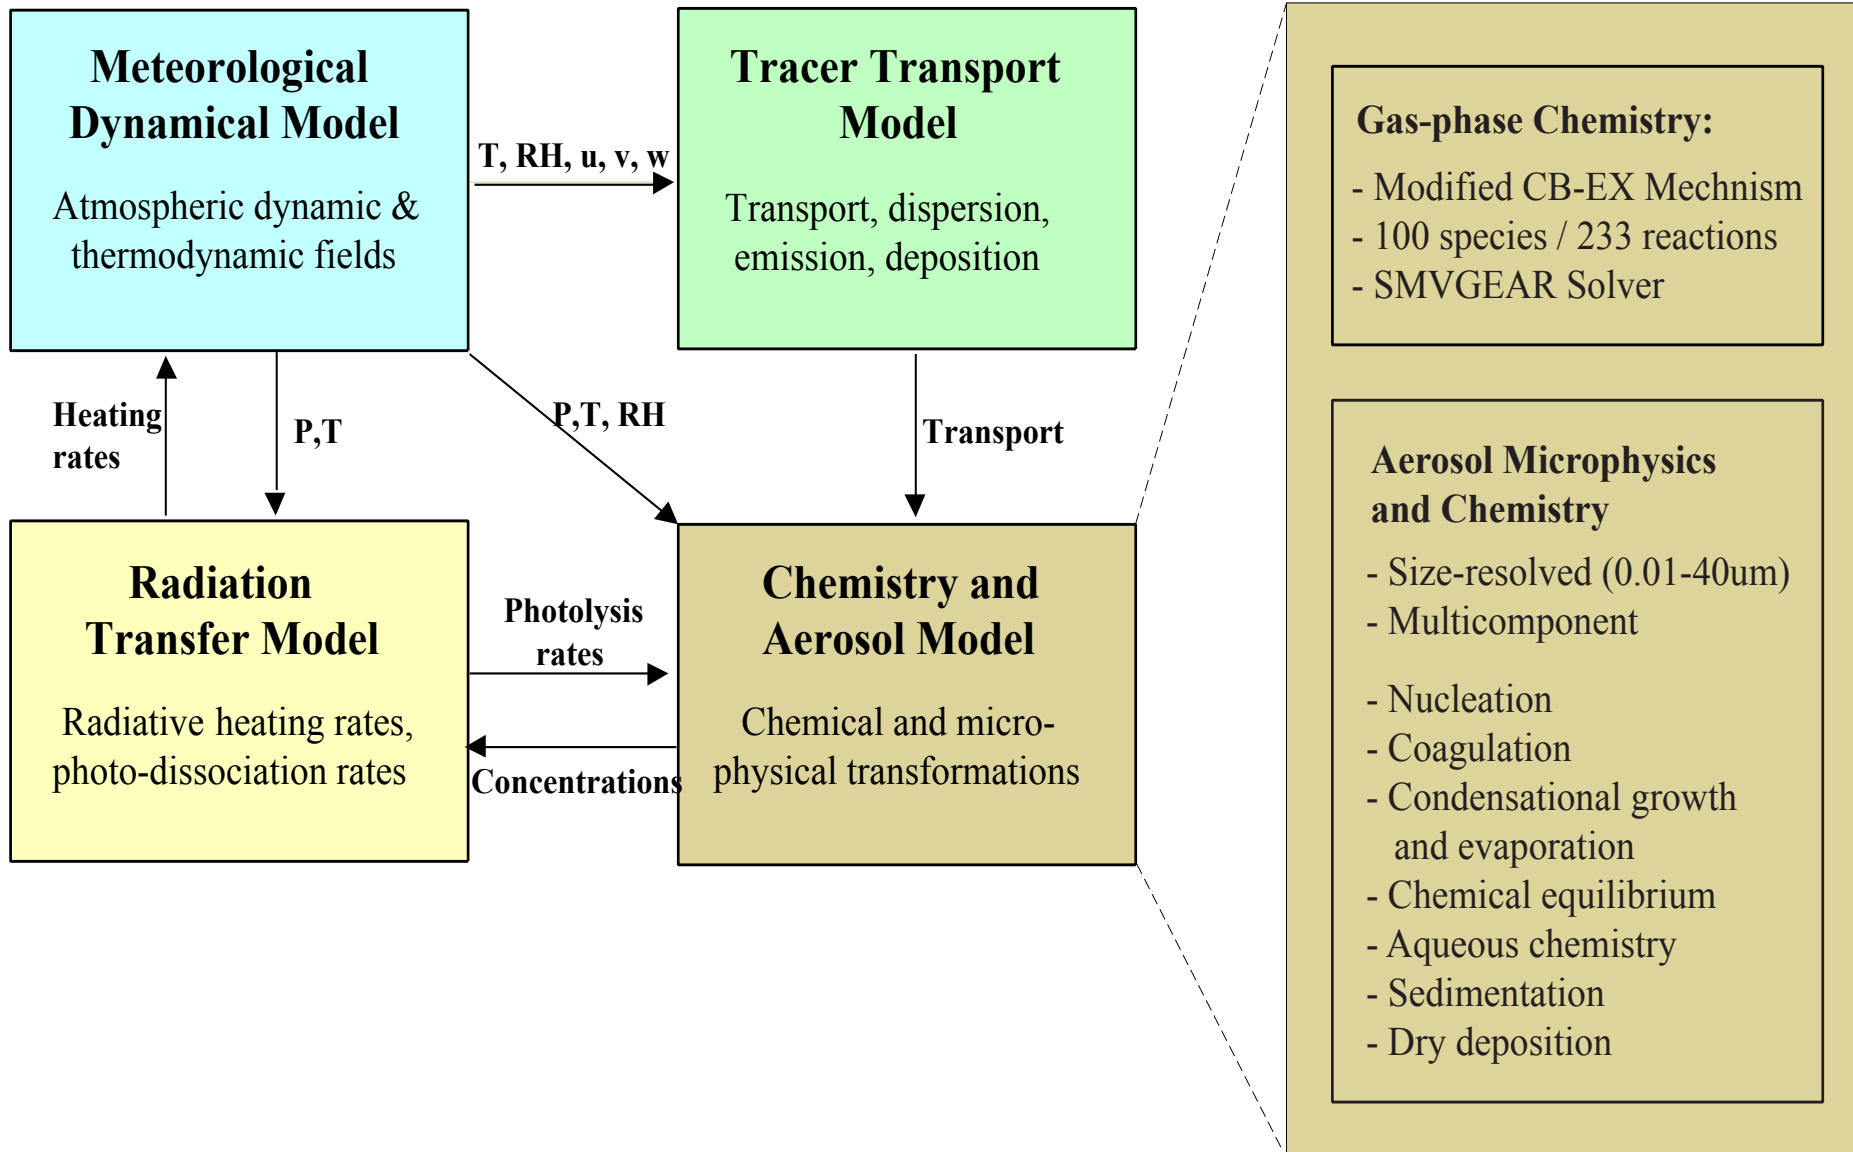 Meteorological
Dynamical Model
Atmospheric dynamic &
thermodynamic fields
T, RH, u, v, w
Tracer Transport
Model
Transport, dispersion,
emission, deposition
Heating
rates
P,T
P,T, RH
Transport
Radiation
Transfer Model
Radiative heating rates,
photo-dissociation rates
Photolysis
rates
Concentrations
Chemistry and
Aerosol Model
Chemical and micro-
physical transformations
Gas-phase Chemistry:
- Modified CB-EX Mechnism
- 100 species / 233 reactions
- SMVGEAR Solver
Aerosol Microphysics
and Chemistry
- Size-resolved (0.01-40um)
- Multicomponent
- Nucleation
- Coagulation
- Condensational growth
and evaporation
- Chemical equilibrium
- Aqueous chemistry
- Sedimentation
- Dry deposition